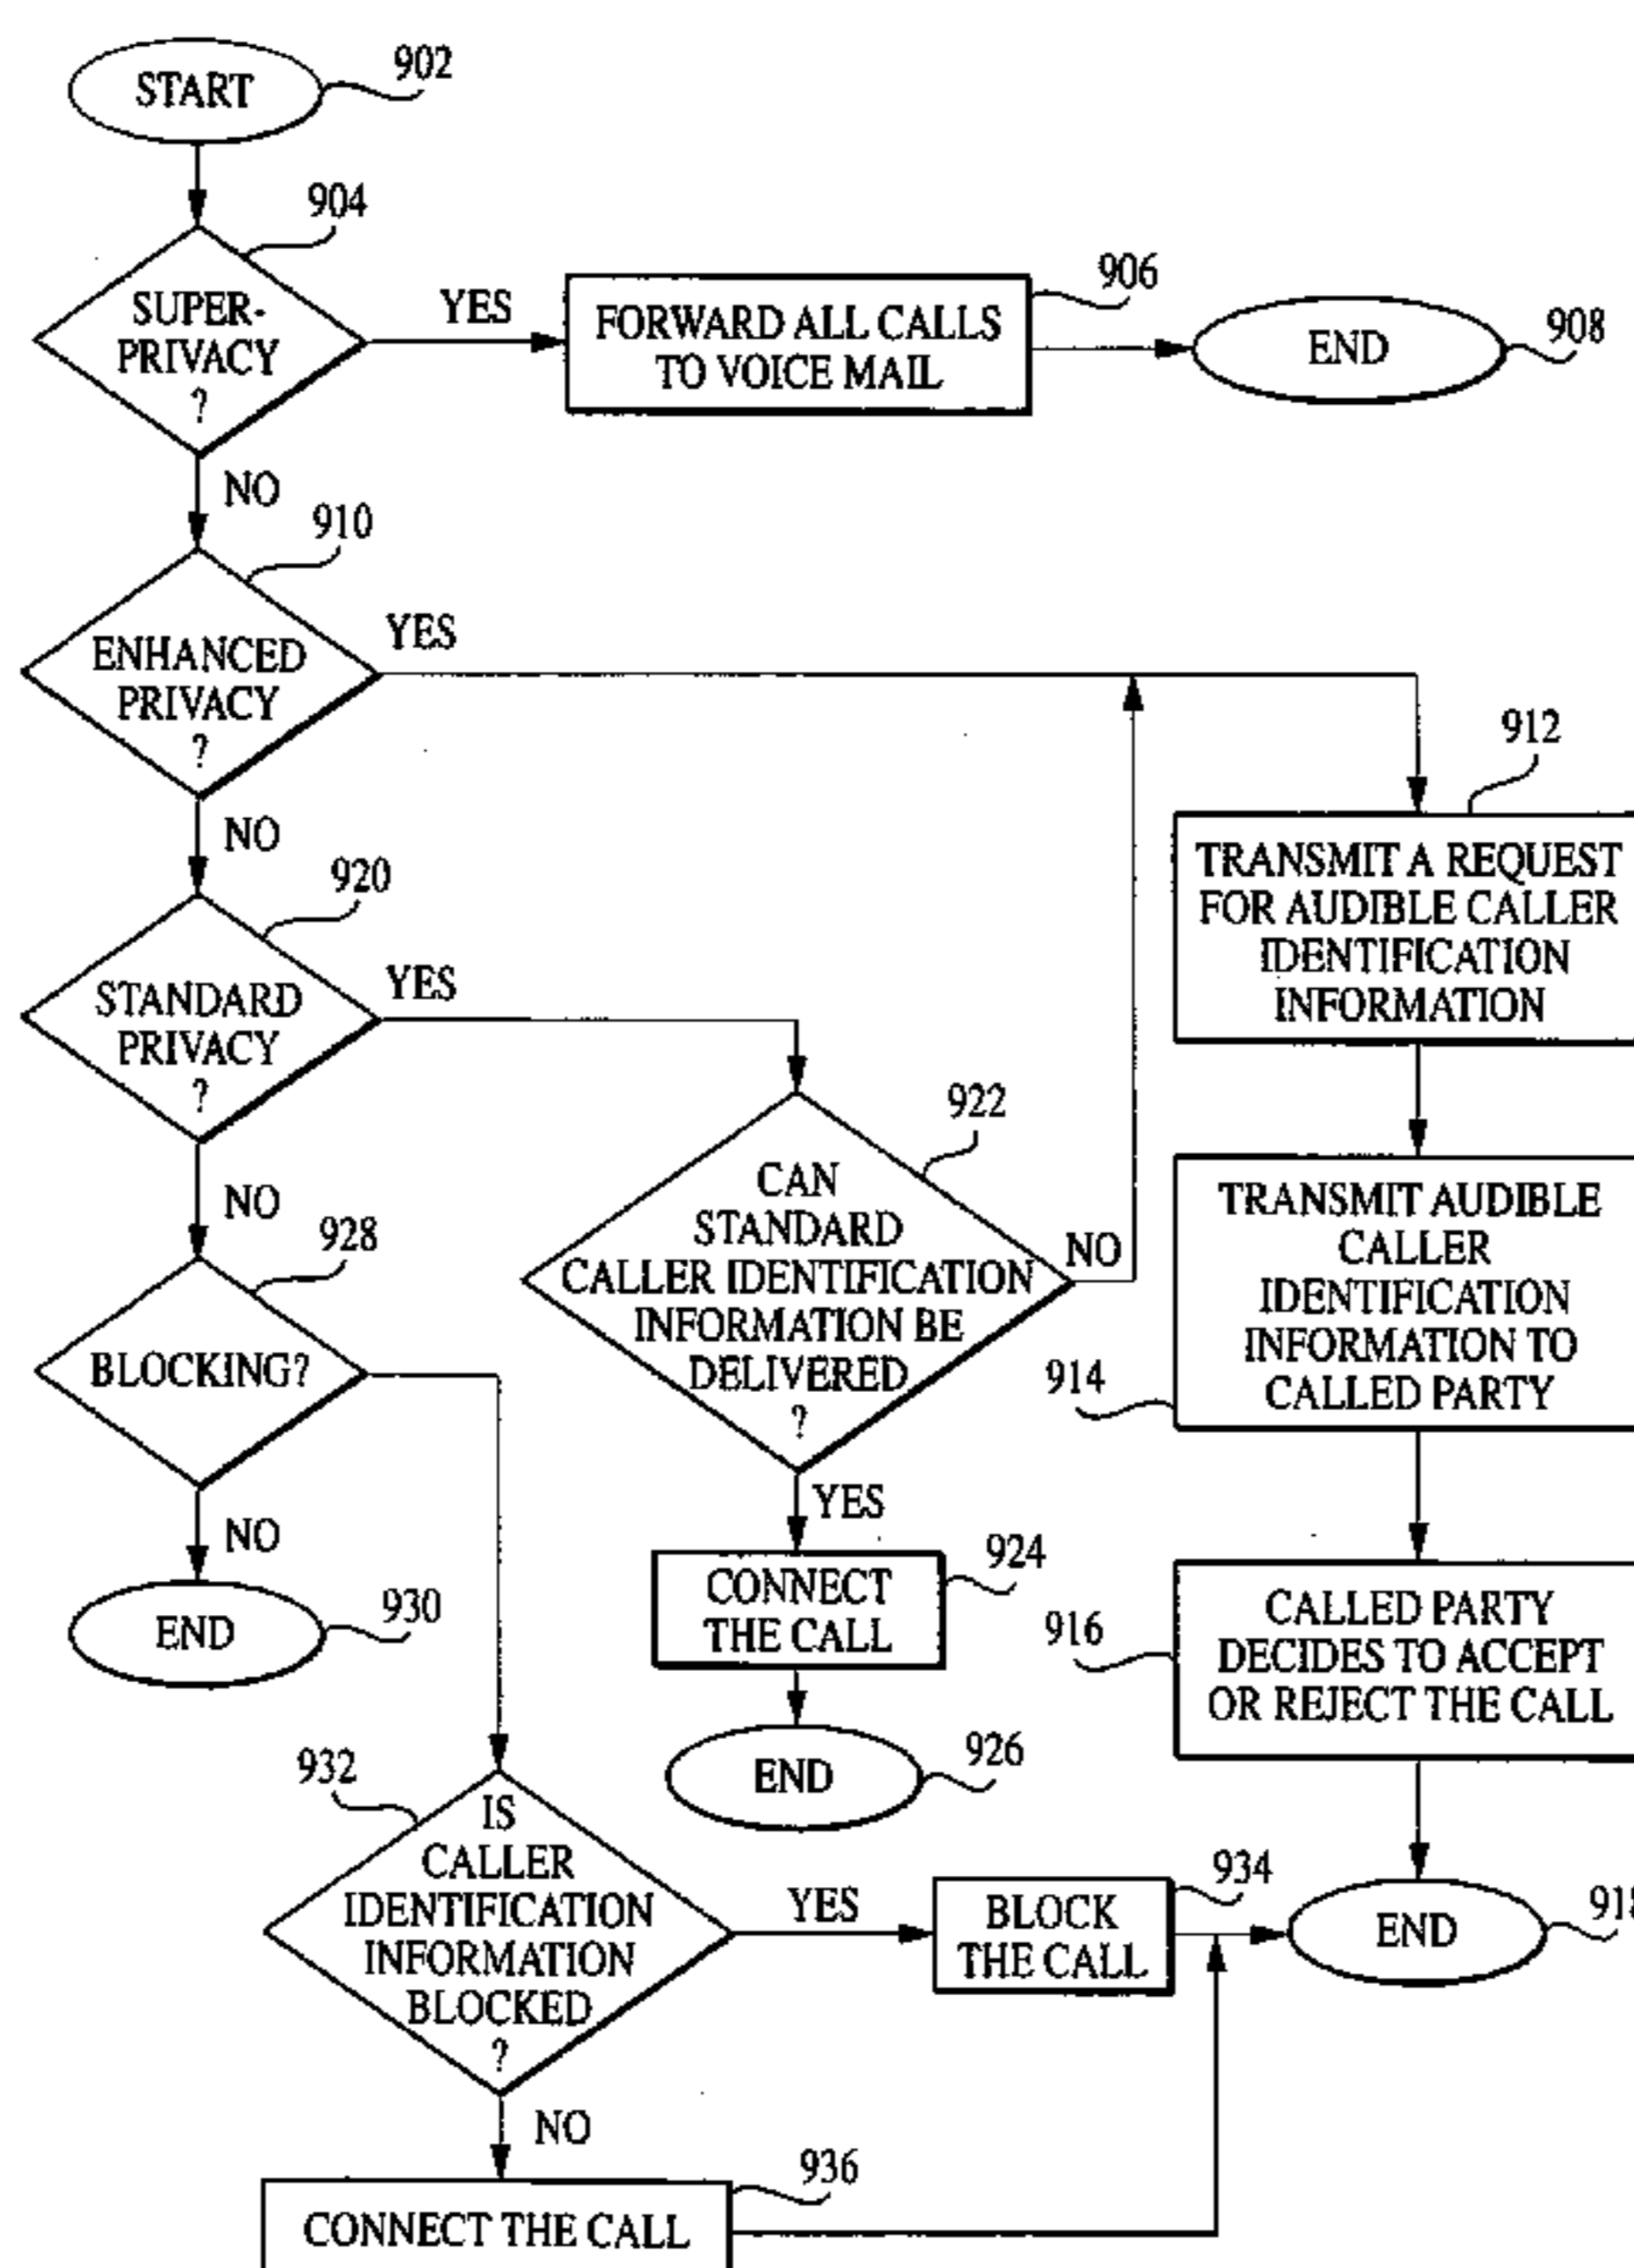 START
902
904
SUPER-
PRIVACY
?
YES
FORWARD ALL CALLS
TO VOICE MAIL
906
END
908
NO
910
ENHANCED
PRIVACY
?
YES
912
TRANSMIT A REQUEST
FOR AUDIBLE CALLER
IDENTIFICATION
INFORMATION
NO
920
STANDARD
PRIVACY
?
YES
922
CAN
STANDARD
CALLER IDENTIFICATION
INFORMATION BE
DELIVERED
?
NO
TRANSMIT AUDIBLE
CALLER
IDENTIFICATION
INFORMATION TO
CALLED PARTY
914
NO
928
BLOCKING?
NO
END
930
YES
CONNECT
THE CALL
924
END
926
916
CALLED PARTY
DECIDES TO ACCEPT
OR REJECT THE CALL
932
IS
CALLER
IDENTIFICATION
INFORMATION
BLOCKED
?
YES
BLOCK
THE CALL
934
END
918
NO
936
CONNECT THE CALL